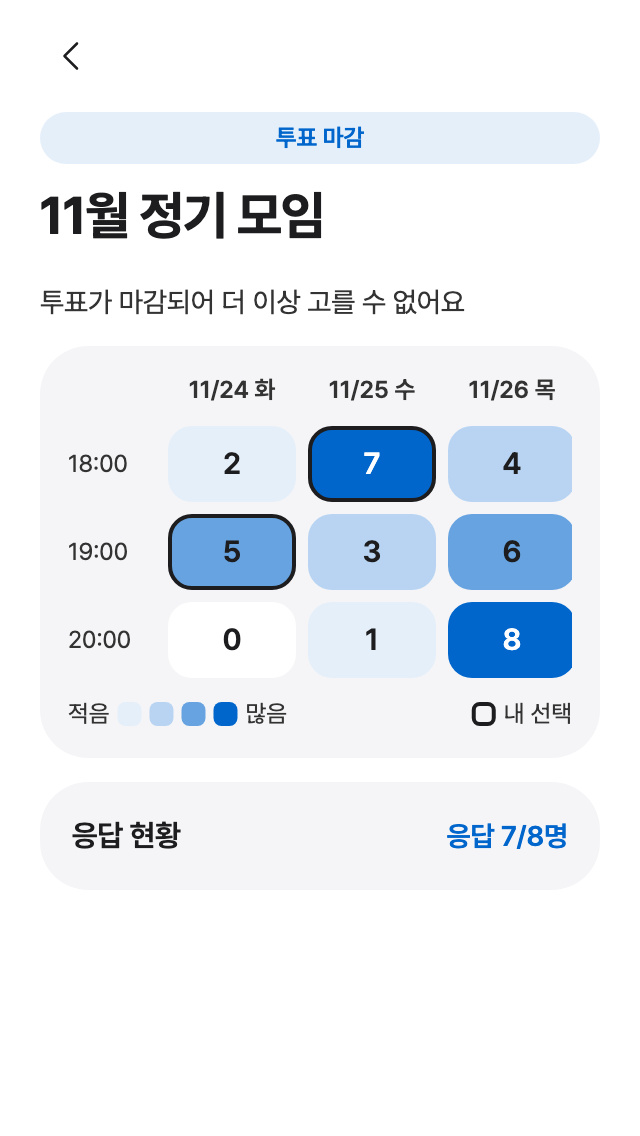 투표 마감
11월 정기 모임
투표가 마감되어 더 이상 고를 수 없어요
11/24 화 11/25 수 11/26 목
18:00 2 7 4
19:00 5 3 6
20:00 0 1 8
적음 많음 내 선택
응답 현황 응답 7/8명